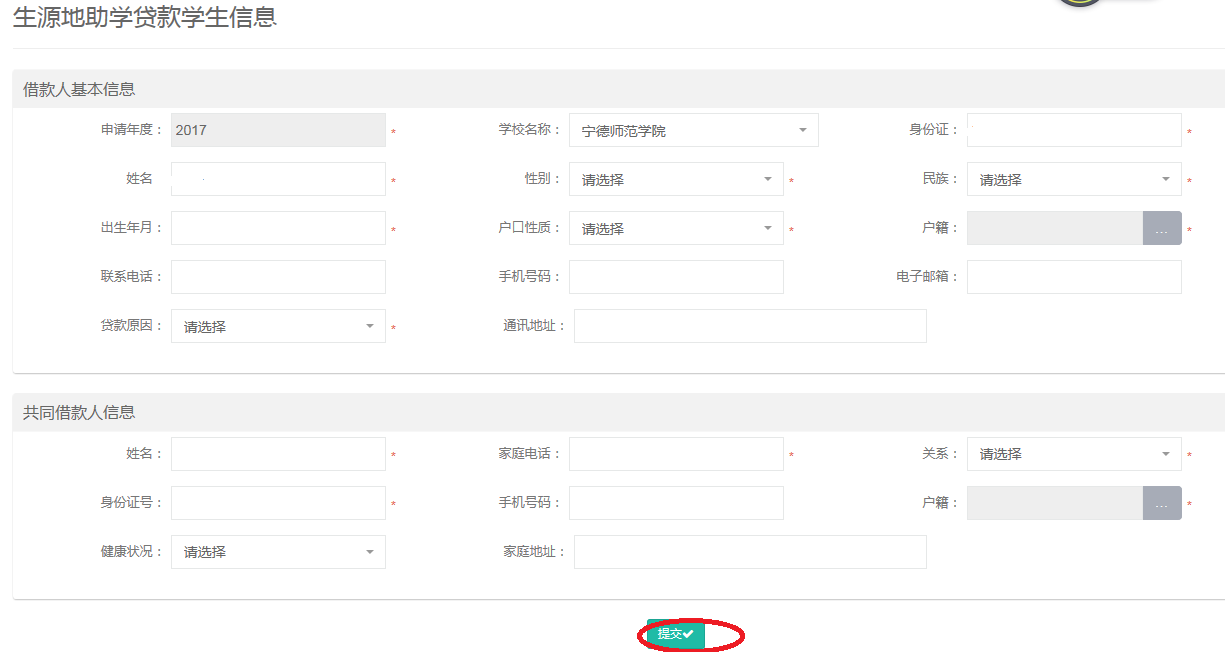 生源地助学贷款学生信息
借款人基本信息
申请年度： 2017 * 学校名称： 宁德师范学院 身份证： *
姓名 * 性别： 请选择 * 民族： 请选择 *
出生年月： * 户口性质： 请选择 * 户籍： ... *
联系电话： 手机号码： 电子邮箱：
贷款原因： 请选择 * 通讯地址：
共同借款人信息
姓名： * 家庭电话： * 关系： 请选择 *
身份证号： * 手机号码： 户籍： ... *
健康状况： 请选择 家庭地址：
提交✔